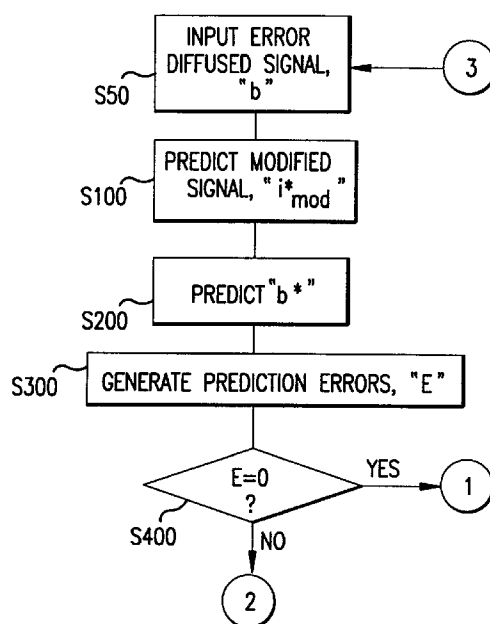 INPUT ERROR
DIFFUSED SIGNAL,
"b"
3
S50
PREDICT MODIFIED
SIGNAL, "i*mod"
S100
PREDICT "b*"
S200
GENERATE PREDICTION ERRORS, "E"
S300
E=0
?
YES
1
S400
NO
2